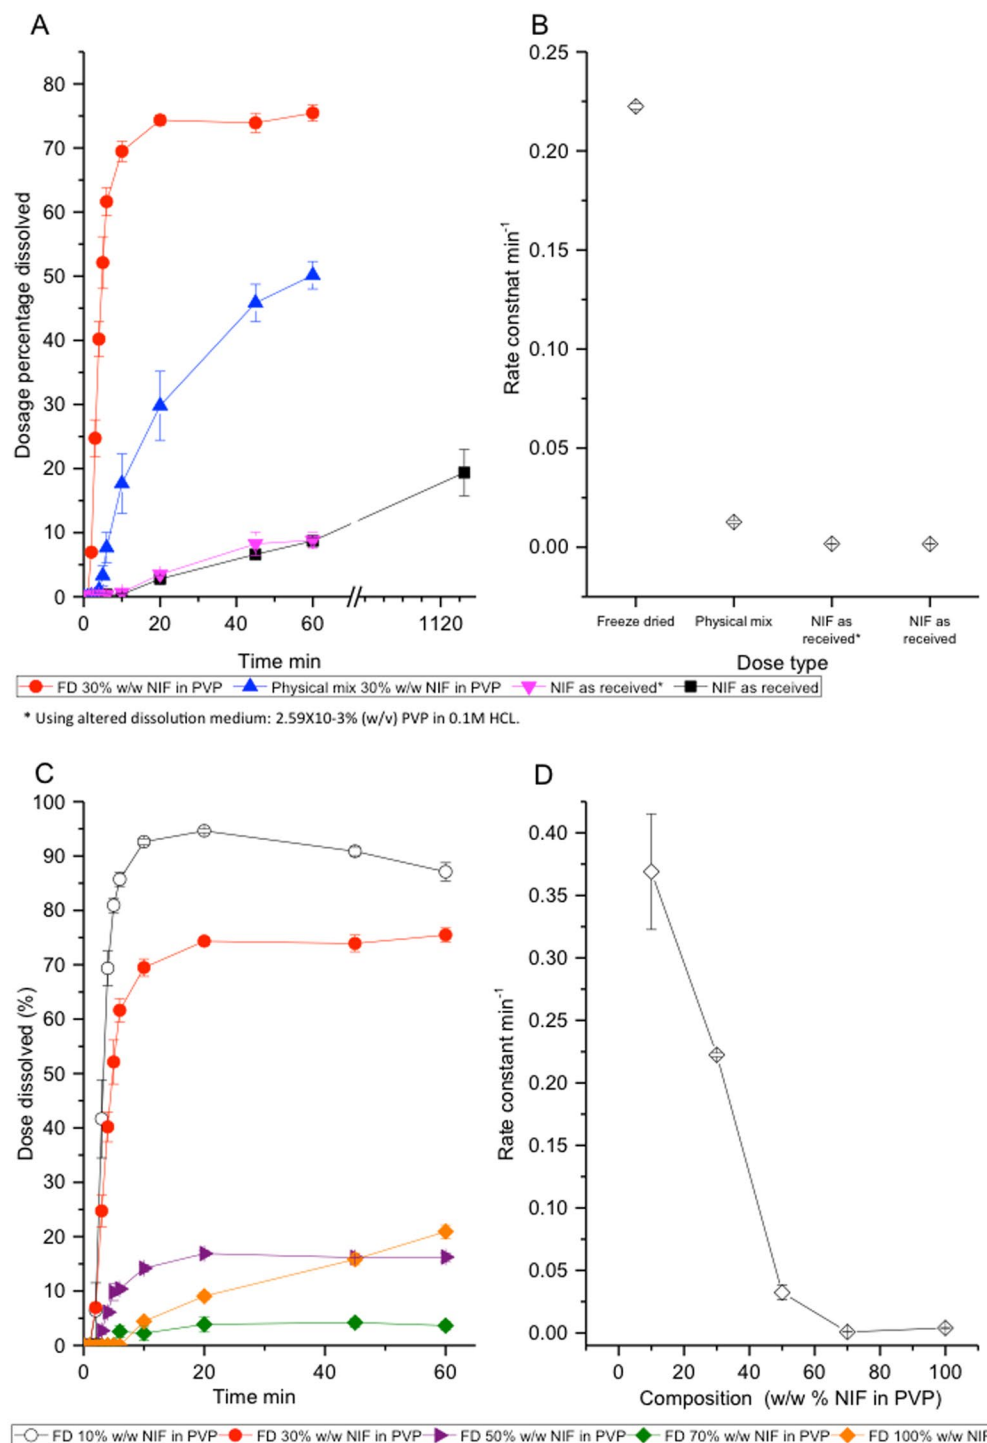 A
80
70
60
50
40
30
20
10
0
Dosage percentage dissolved
0 20 40 60 1120
Time min
B
0.25
0.20
0.15
0.10
0.05
0.00
Rate constnat min-1
Freeze dried Physical mix NIF as received* NIF as received
Dose type
FD 30% w/w NIF in PVP Physical mix 30% w/w NIF in PVP NIF as received* NIF as received
* Using altered dissolution medium: 2.59X10-3% (w/v) PVP in 0.1M HCL.
C
100
90
80
70
60
50
40
30
20
10
0
Dose dissolved (%)
0 20 40 60
Time min
D
0.40
0.35
0.30
0.25
0.20
0.15
0.10
0.05
0.00
Rate constant min-1
0 20 40 60 80 100
Composition (w/w % NIF in PVP)
FD 10% w/w NIF in PVP FD 30% w/w NIF in PVP FD 50% w/w NIF in PVP FD 70% w/w NIF in PVP FD 100% w/w NIF